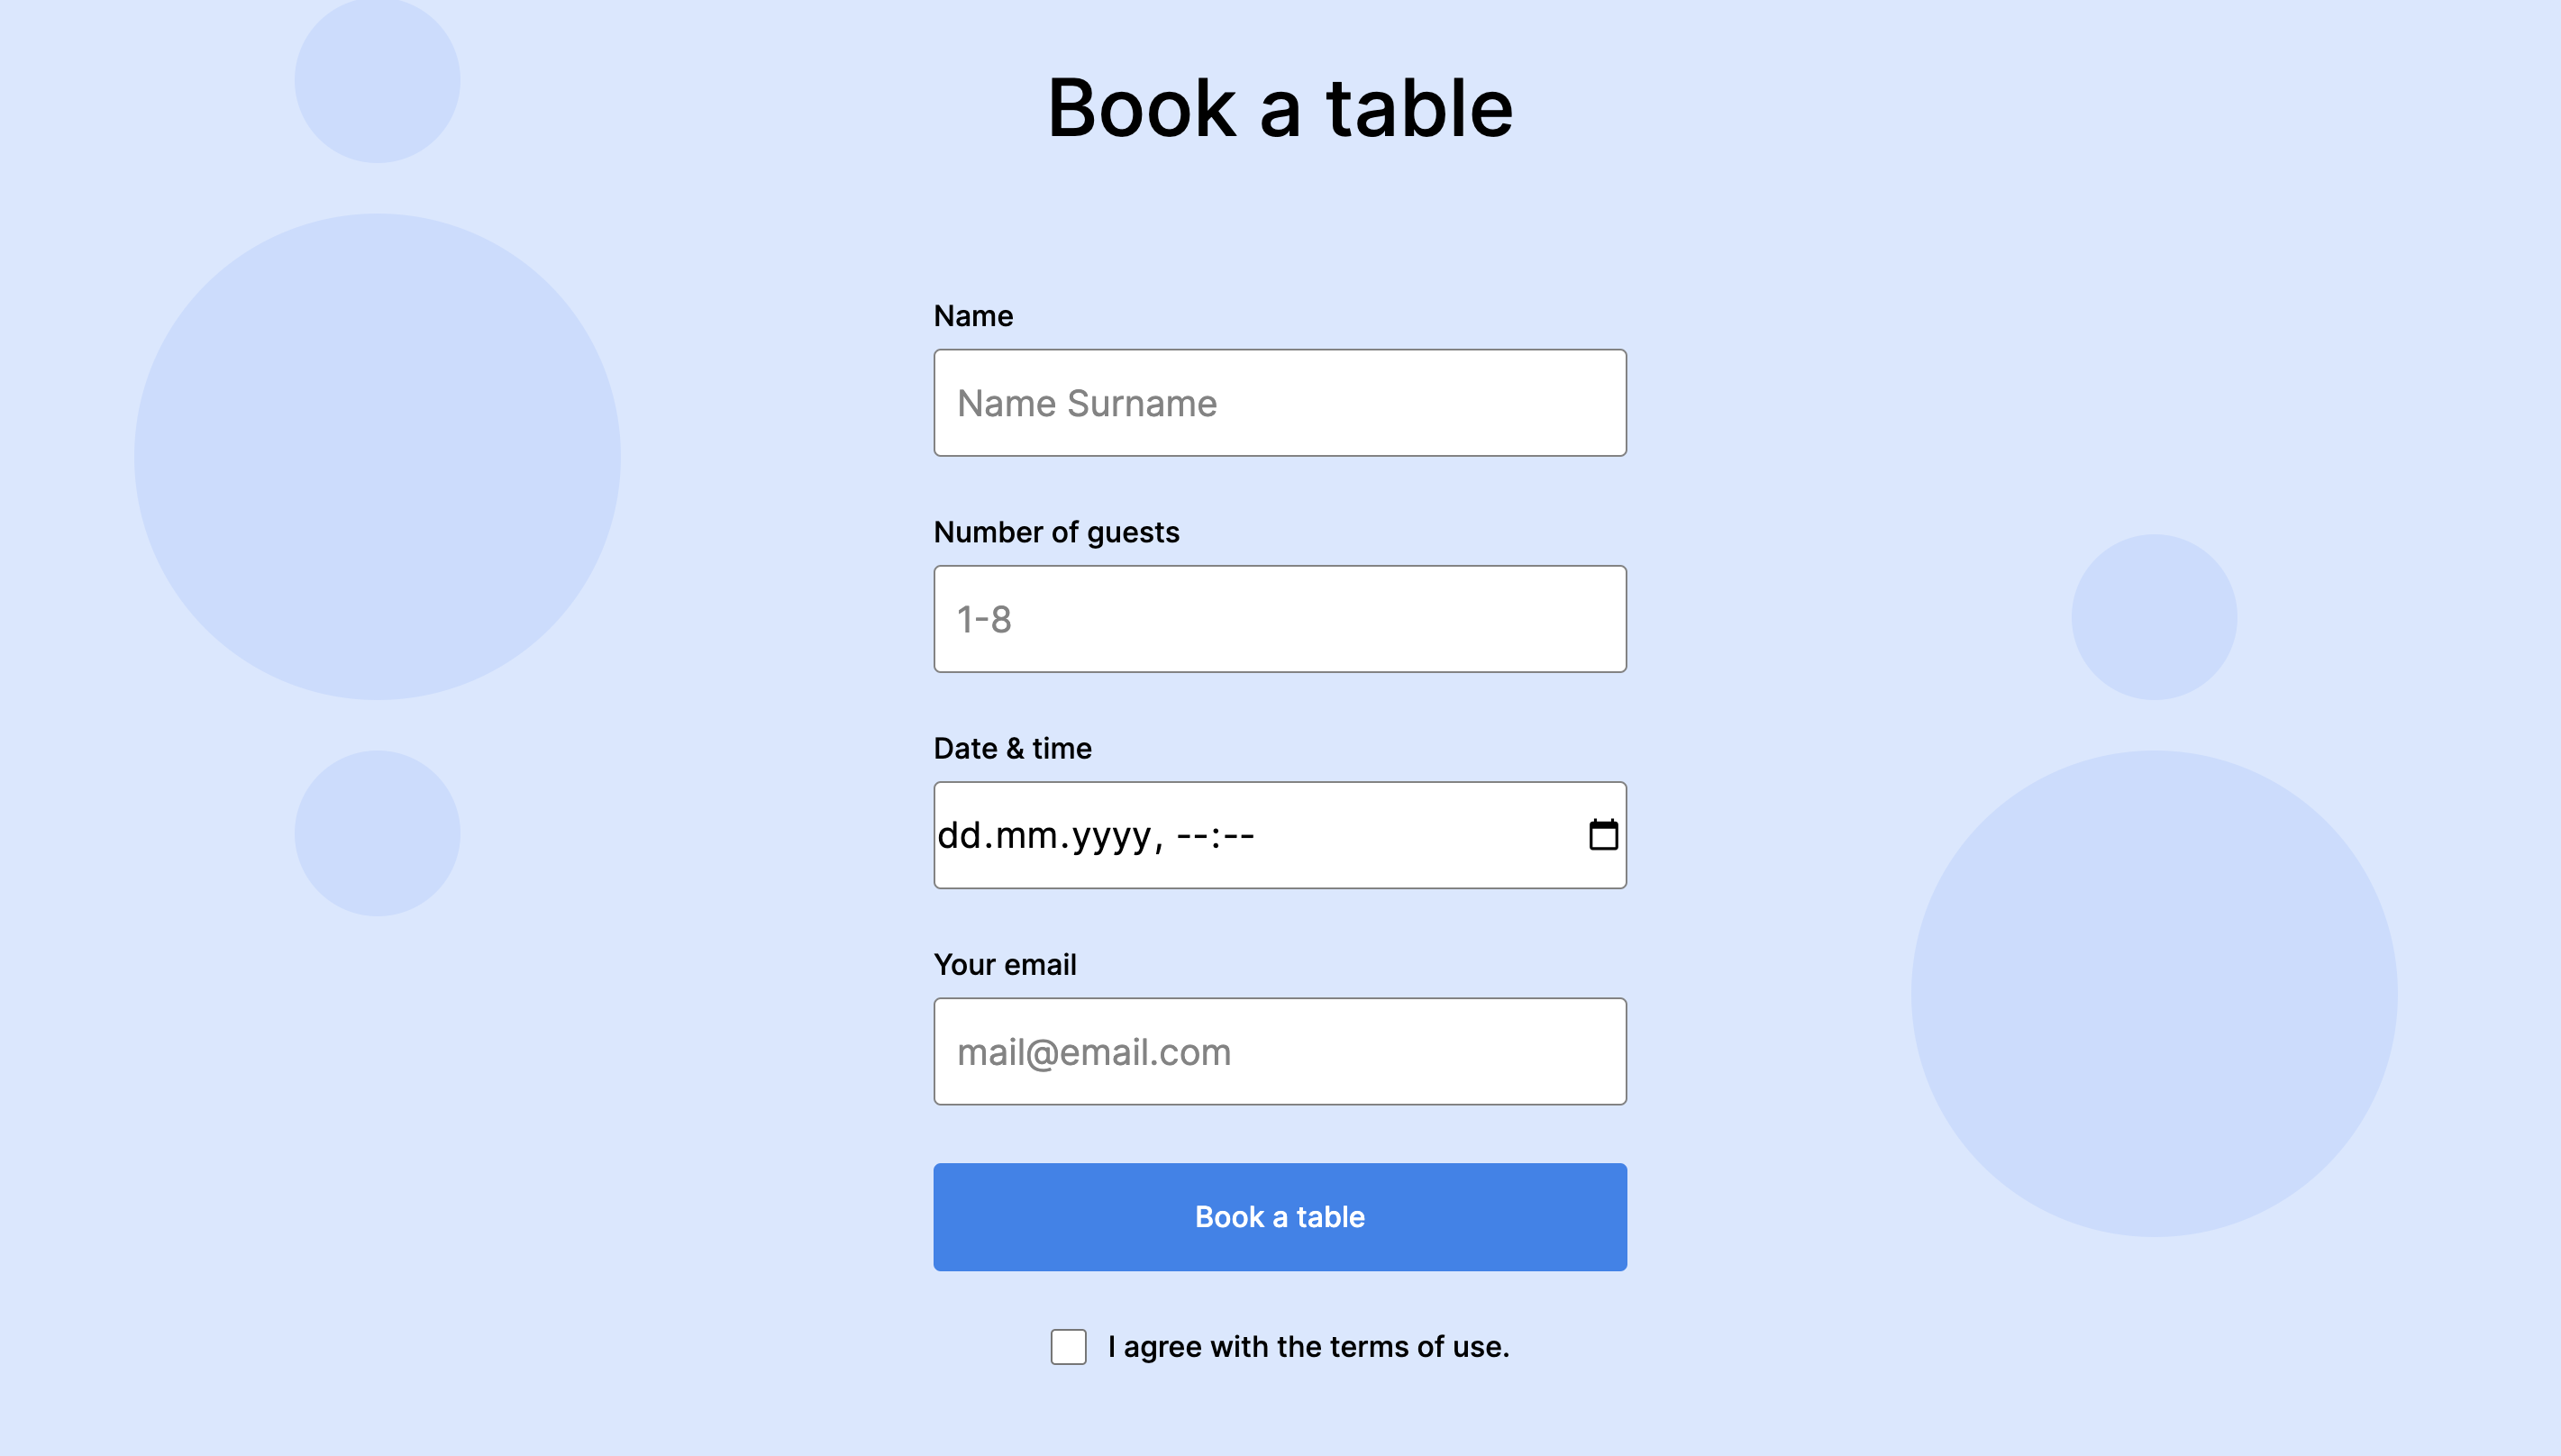 Book a table
Name
Name Surname
Number of guests
1-8
Date & time
dd.mm.yyyy, --:--
Your email
mail@email.com
Book a table
I agree with the terms of use.